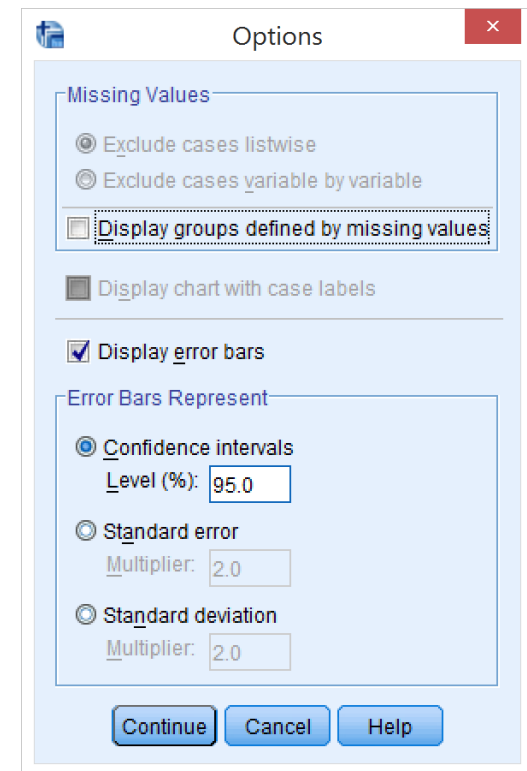 Options
Missing Values
Exclude cases listwise
Exclude cases variable by variable
Display groups defined by missing values
Display chart with case labels
Display error bars
Error Bars Represent
Confidence intervals
Level (%): 95.0
Standard error
Multiplier: 2.0
Standard deviation
Multiplier: 2.0
Continue Cancel Help